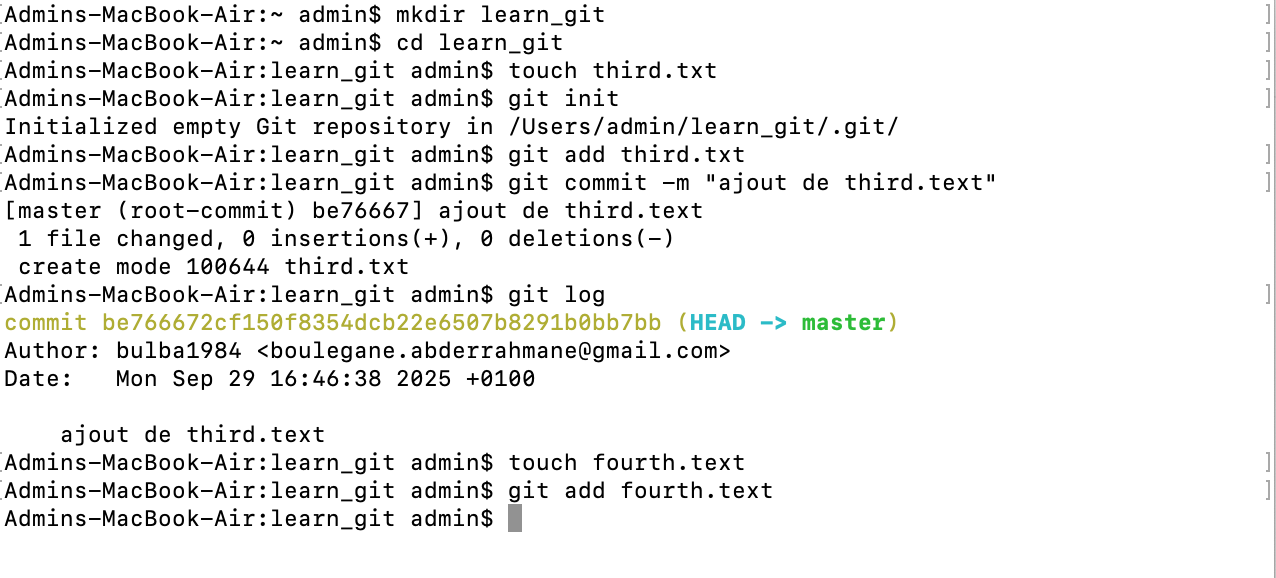 [Admins-MacBook-Air:~ admin$ mkdir learn_git ]
[Admins-MacBook-Air:~ admin$ cd learn_git ]
[Admins-MacBook-Air:learn_git admin$ touch third.txt ]
[Admins-MacBook-Air:learn_git admin$ git init ]
Initialized empty Git repository in /Users/admin/learn_git/.git/
[Admins-MacBook-Air:learn_git admin$ git add third.txt ]
[Admins-MacBook-Air:learn_git admin$ git commit -m "ajout de third.text" ]
[master (root-commit) be76667] ajout de third.text
 1 file changed, 0 insertions(+), 0 deletions(-)
 create mode 100644 third.txt
[Admins-MacBook-Air:learn_git admin$ git log ]
commit be766672cf150f8354dcb22e6507b8291b0bb7bb (HEAD -> master)
Author: bulba1984 <boulegane.abderrahmane@gmail.com>
Date:   Mon Sep 29 16:46:38 2025 +0100

    ajout de third.text
[Admins-MacBook-Air:learn_git admin$ touch fourth.text ]
[Admins-MacBook-Air:learn_git admin$ git add fourth.text ]
Admins-MacBook-Air:learn_git admin$